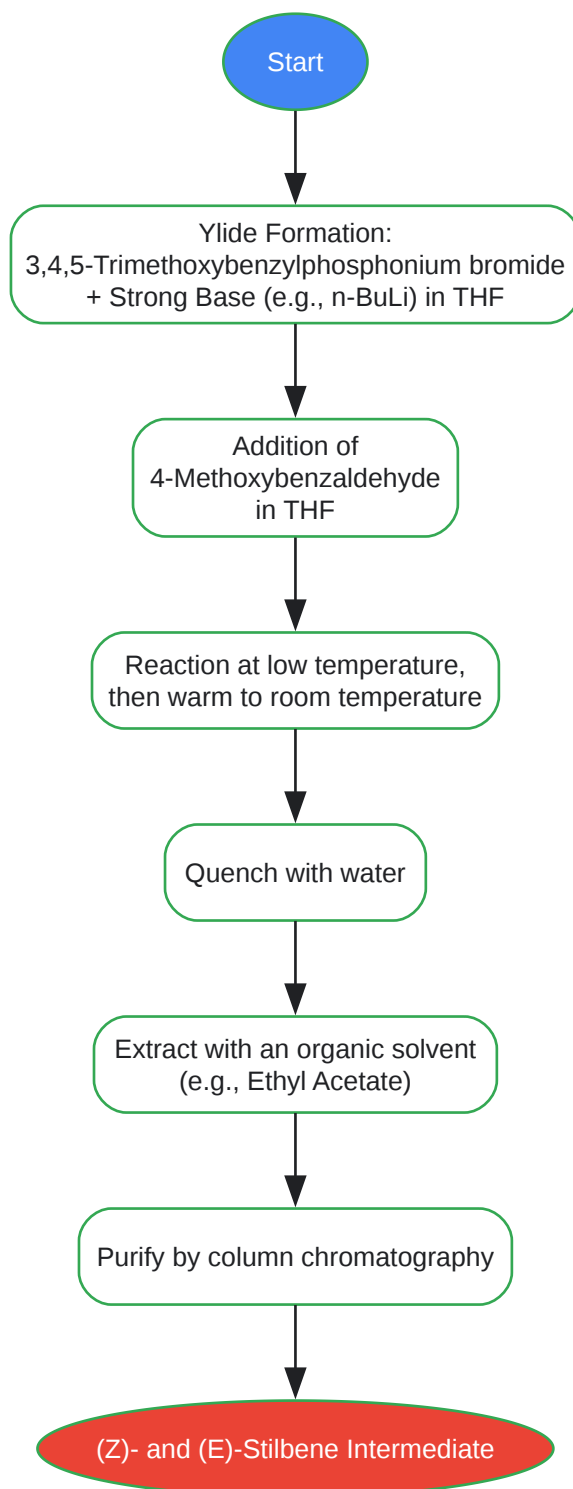 Start
Ylide Formation:
3,4,5-Trimethoxybenzylphosphonium bromide
+ Strong Base (e.g., n-BuLi) in THF
Addition of
4-Methoxybenzaldehyde
in THF
Reaction at low temperature,
then warm to room temperature
Quench with water
Extract with an organic solvent
(e.g., Ethyl Acetate)
Purify by column chromatography
(Z)- and (E)-Stilbene Intermediate